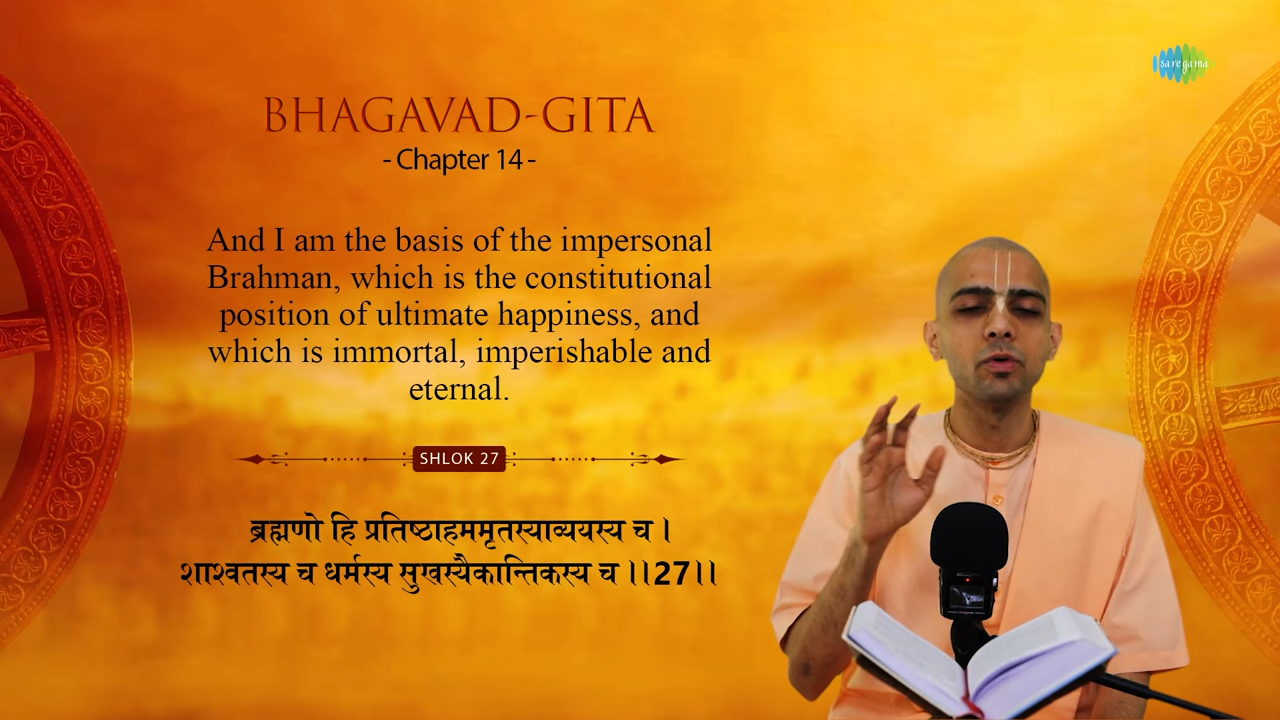 saregama
BHAGAVAD-GITA
- Chapter 14 -
And I am the basis of the impersonal
Brahman, which is the constitutional
position of ultimate happiness, and
which is immortal, imperishable and
eternal.
SHLOK 27
ब्रह्मणो हि प्रतिष्ठाहममृतस्याव्ययस्य च ।
शाश्वतस्य च धर्मस्य सुखस्यैकान्तिकस्य च ।।27।।